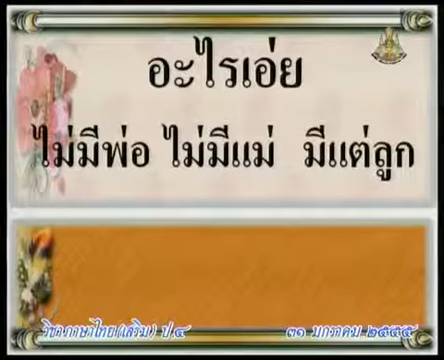 อะไรเอ่ย
ไม่มีพ่อ ไม่มีแม่ มีแต่ลูก
วิชาภาษาไทย (เสริม) ป.๔
๓๑ มกราคม ๒๕๕๕